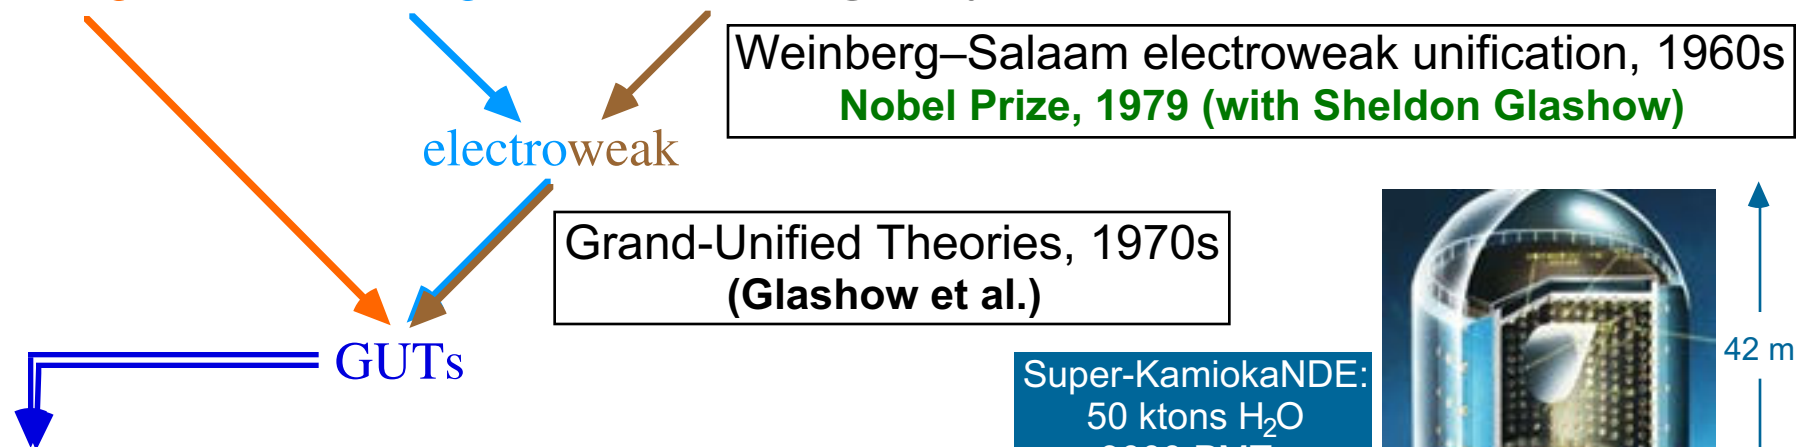 Weinberg–Salaam electroweak unification, 1960s
Nobel Prize, 1979 (with Sheldon Glashow)
electroweak
Grand-Unified Theories, 1970s
(Glashow et al.)
GUTs
42 m
Super-KamiokaNDE:
50 ktons H₂O